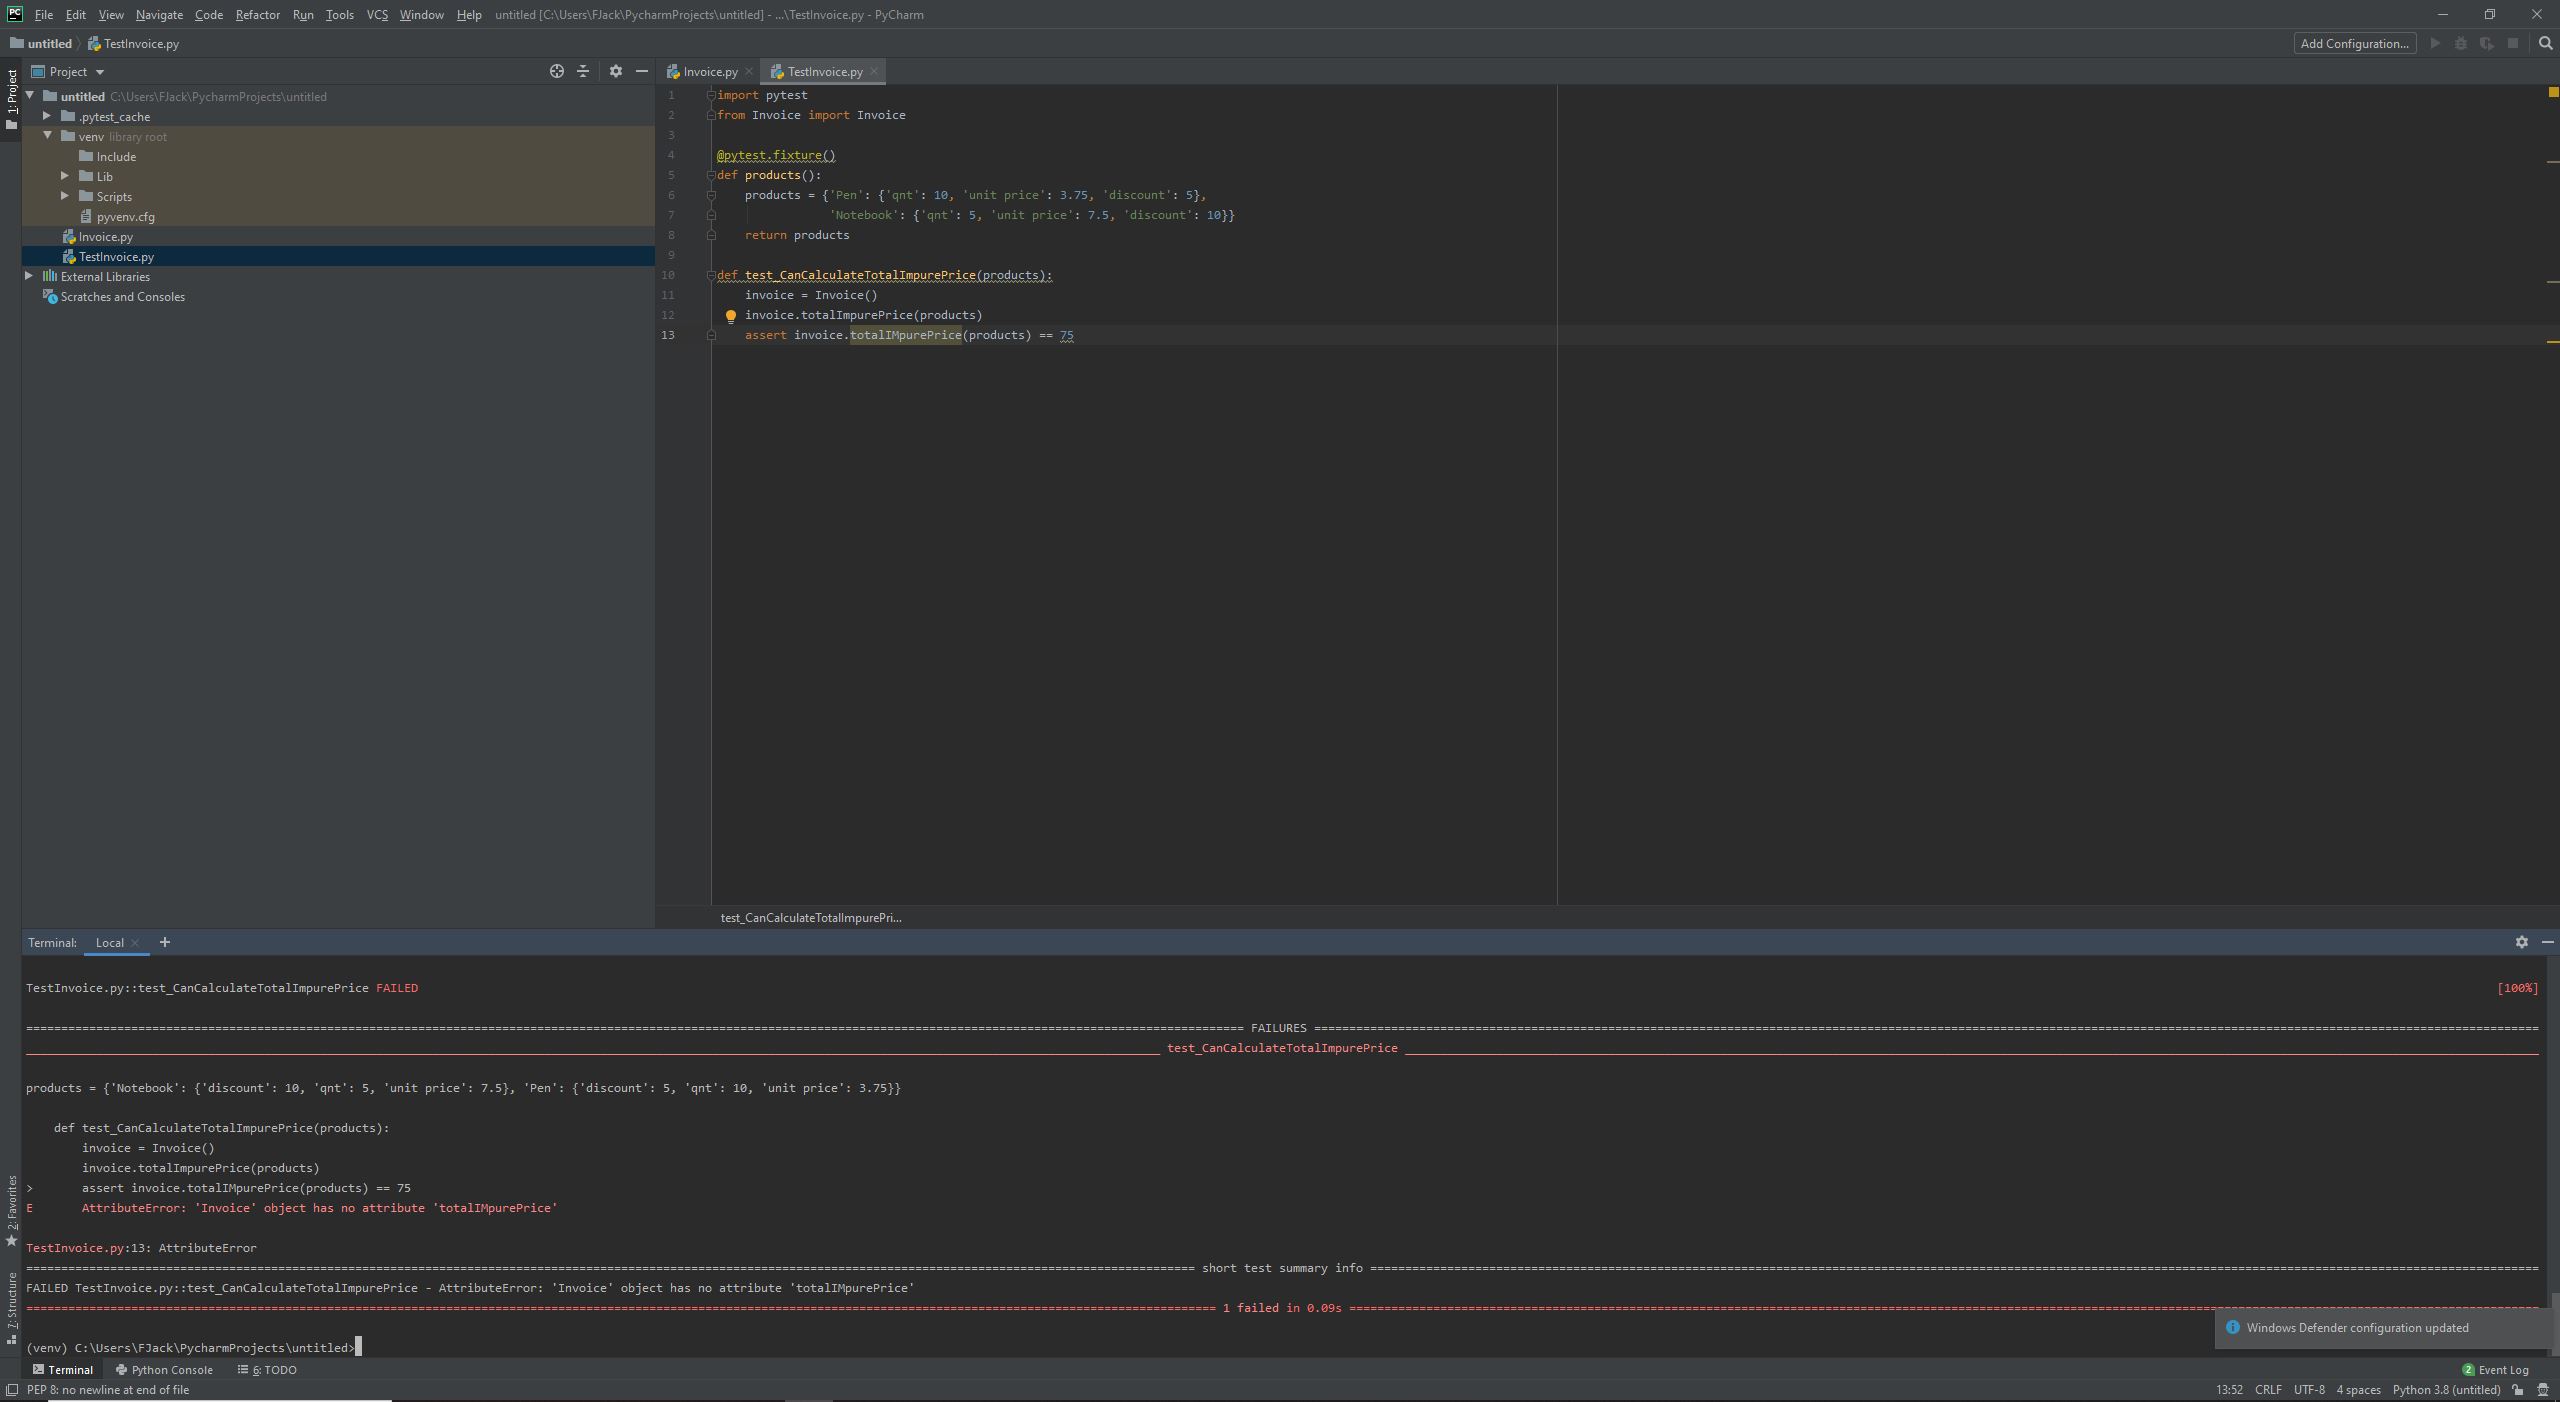 PC File Edit View Navigate Code Refactor Run Tools VCS Window Help untitled [C:\Users\FJack\PycharmProjects\untitled] - ...\TestInvoice.py - PyCharm
untitled TestInvoice.py Add Configuration...
1: Project
Project
untitled C:\Users\FJack\PycharmProjects\untitled
.pytest_cache
venv library root
Include
Lib
Scripts
pyvenv.cfg
Invoice.py
TestInvoice.py
External Libraries
Scratches and Consoles
Invoice.py TestInvoice.py
1 import pytest
2 from Invoice import Invoice
3
4 @pytest.fixture()
5 def products():
6 products = {'Pen': {'qnt': 10, 'unit price': 3.75, 'discount': 5},
7 'Notebook': {'qnt': 5, 'unit price': 7.5, 'discount': 10}}
8 return products
9
10 def test_CanCalculateTotalImpurePrice(products):
11 invoice = Invoice()
12 invoice.totalImpurePrice(products)
13 assert invoice.totalIMpurePrice(products) == 75
test_CanCalculateTotalImpurePri...
Terminal: Local +
TestInvoice.py::test_CanCalculateTotalImpurePrice FAILED [100%]
FAILURES
test_CanCalculateTotalImpurePrice
products = {'Notebook': {'discount': 10, 'qnt': 5, 'unit price': 7.5}, 'Pen': {'discount': 5, 'qnt': 10, 'unit price': 3.75}}
def test_CanCalculateTotalImpurePrice(products):
invoice = Invoice()
invoice.totalImpurePrice(products)
> assert invoice.totalIMpurePrice(products) == 75
E AttributeError: 'Invoice' object has no attribute 'totalIMpurePrice'
TestInvoice.py:13: AttributeError
short test summary info
FAILED TestInvoice.py::test_CanCalculateTotalImpurePrice - AttributeError: 'Invoice' object has no attribute 'totalIMpurePrice'
1 failed in 0.09s
(venv) C:\Users\FJack\PycharmProjects\untitled>
2: Favorites
7: Structure
Windows Defender configuration updated
Terminal Python Console 6: TODO 2 Event Log
PEP 8: no newline at end of file 13:52 CRLF UTF-8 4 spaces Python 3.8 (untitled)